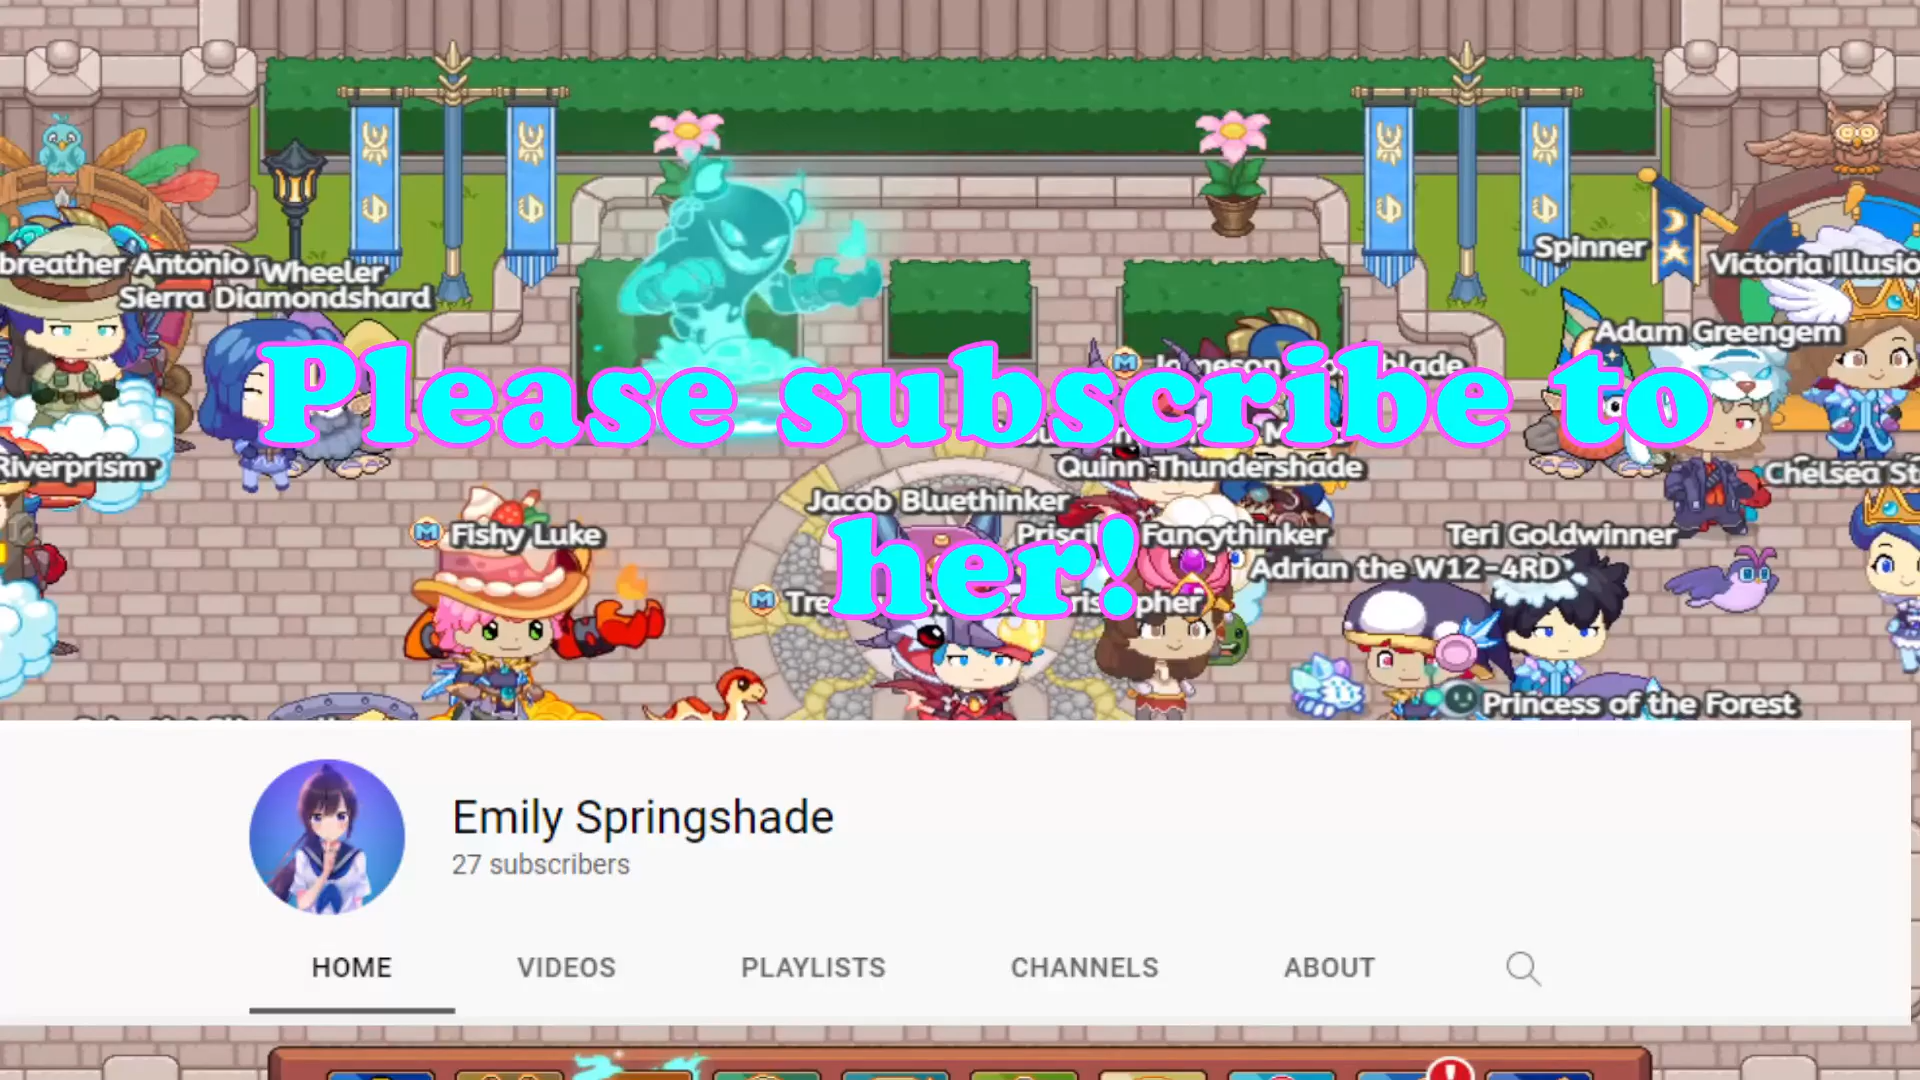 Spinner
breather Antonio
Wheeler
Victoria Illusio
Sierra Diamondshard
Adam Greengem
Please subscribe to
her!
Riverprism
Quinn Thundershade
Chelsea St
Jacob Bluethinker
Fishy Luke
Fancythinker
Teri Goldwinner
Adrian the W12-4RD
Princess of the Forest
Emily Springshade
27 subscribers
HOME VIDEOS PLAYLISTS CHANNELS ABOUT